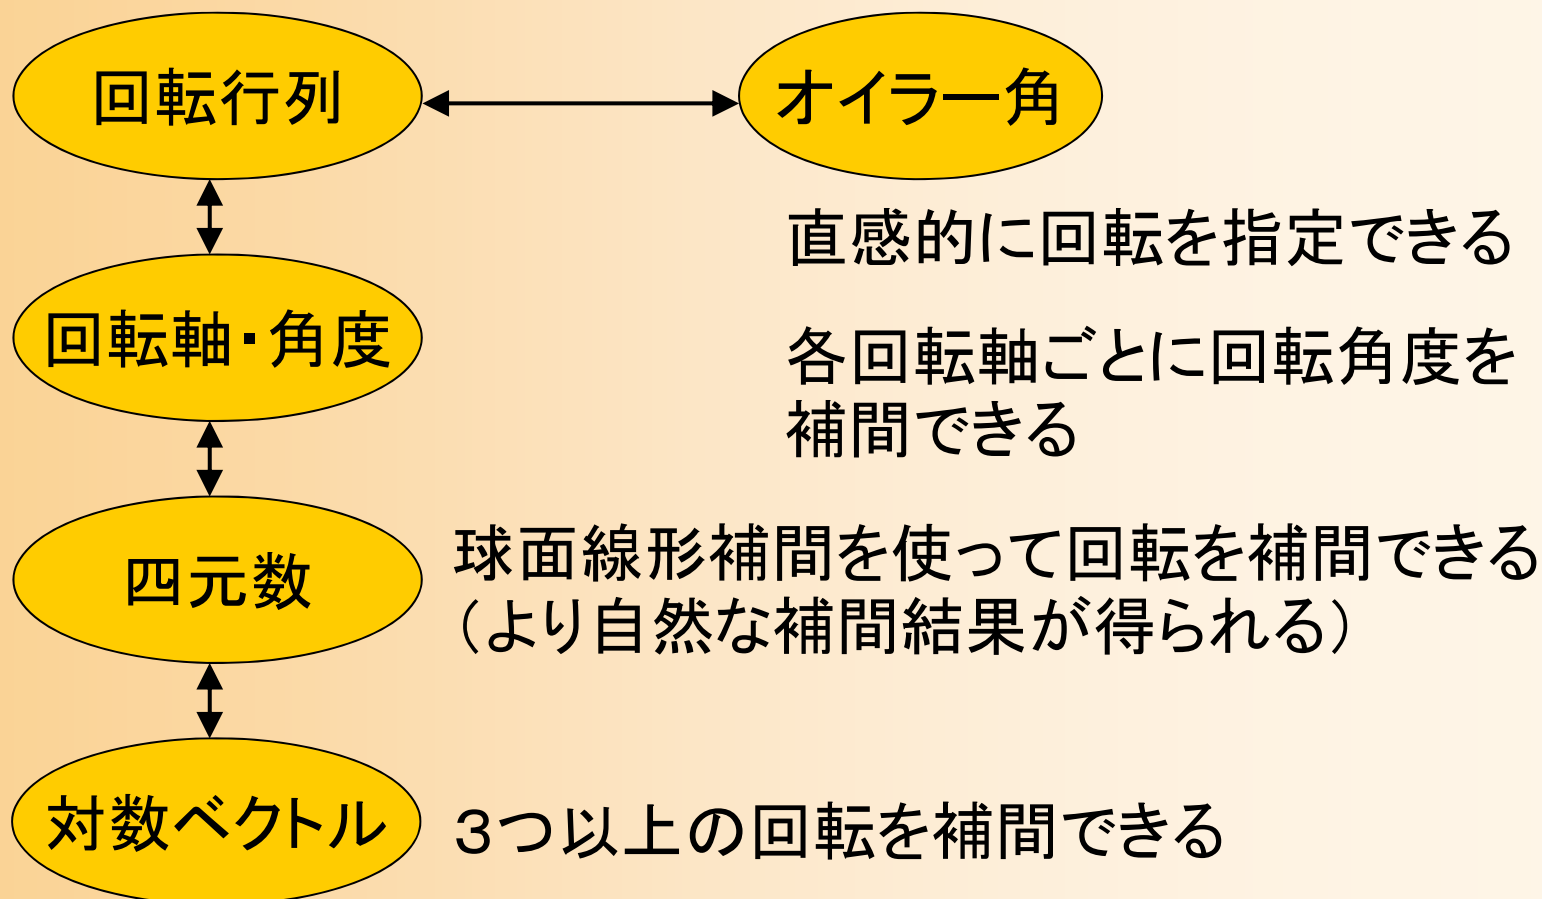 回転行列
オイラー角
直感的に回転を指定できる
回転軸・角度
各回転軸ごとに回転角度を
補間できる
四元数
球面線形補間を使って回転を補間できる
（より自然な補間結果が得られる）
対数ベクトル
３つ以上の回転を補間できる